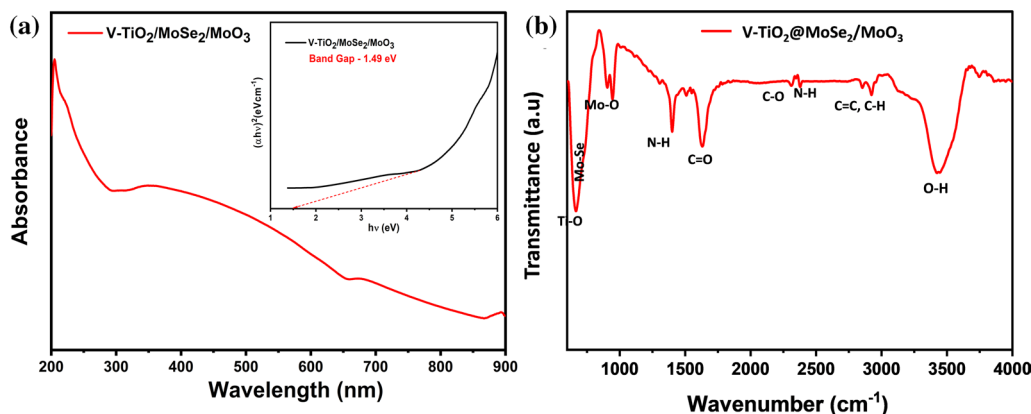 (a)
V-TiO₂/MoSe₂/MoO₃
V-TiO₂/MoSe₂/MoO₃
Band Gap - 1.49 eV
(αhν)²(eVcm⁻¹)
1 2 3 4 5 6
hν (eV)
Absorbance
200 300 400 500 600 700 800 900
Wavelength (nm)
(b)
V-TiO₂@MoSe₂/MoO₃
Transmittance (a.u)
Ti-O
Mo-Se
Mo-O
N-H
C=O
C-O
N-H
C=C, C-H
O-H
1000 1500 2000 2500 3000 3500 4000
Wavenumber (cm⁻¹)